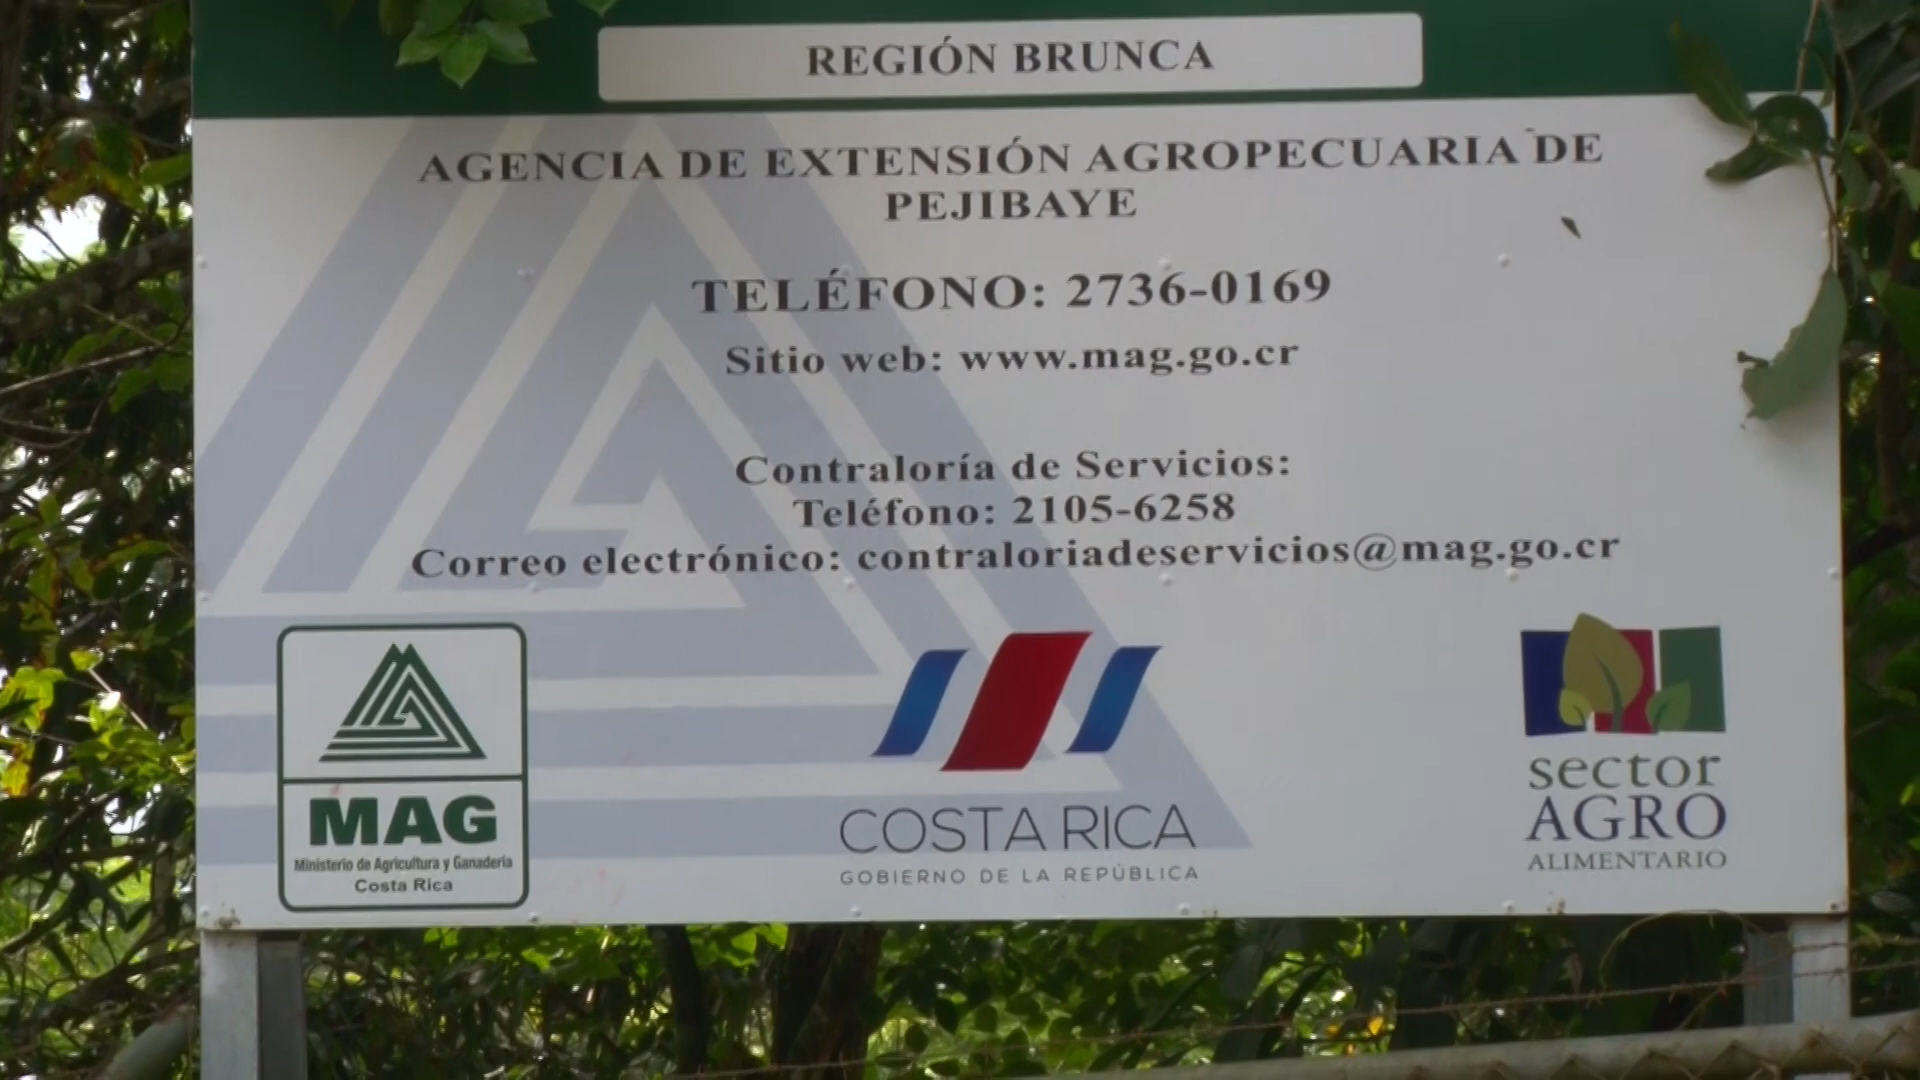 REGIÓN BRUNCA
AGENCIA DE EXTENSIÓN AGROPECUARIA DE
PEJIBAYE
TELÉFONO: 2736-0169
Sitio web: www.mag.go.cr
Contraloría de Servicios:
Teléfono: 2105-6258
Correo electrónico: contraloriadeservicios@mag.go.cr
MAG
Ministerio de Agricultura y Ganadería
Costa Rica
COSTA RICA
GOBIERNO DE LA REPÚBLICA
sector
AGRO
ALIMENTARIO